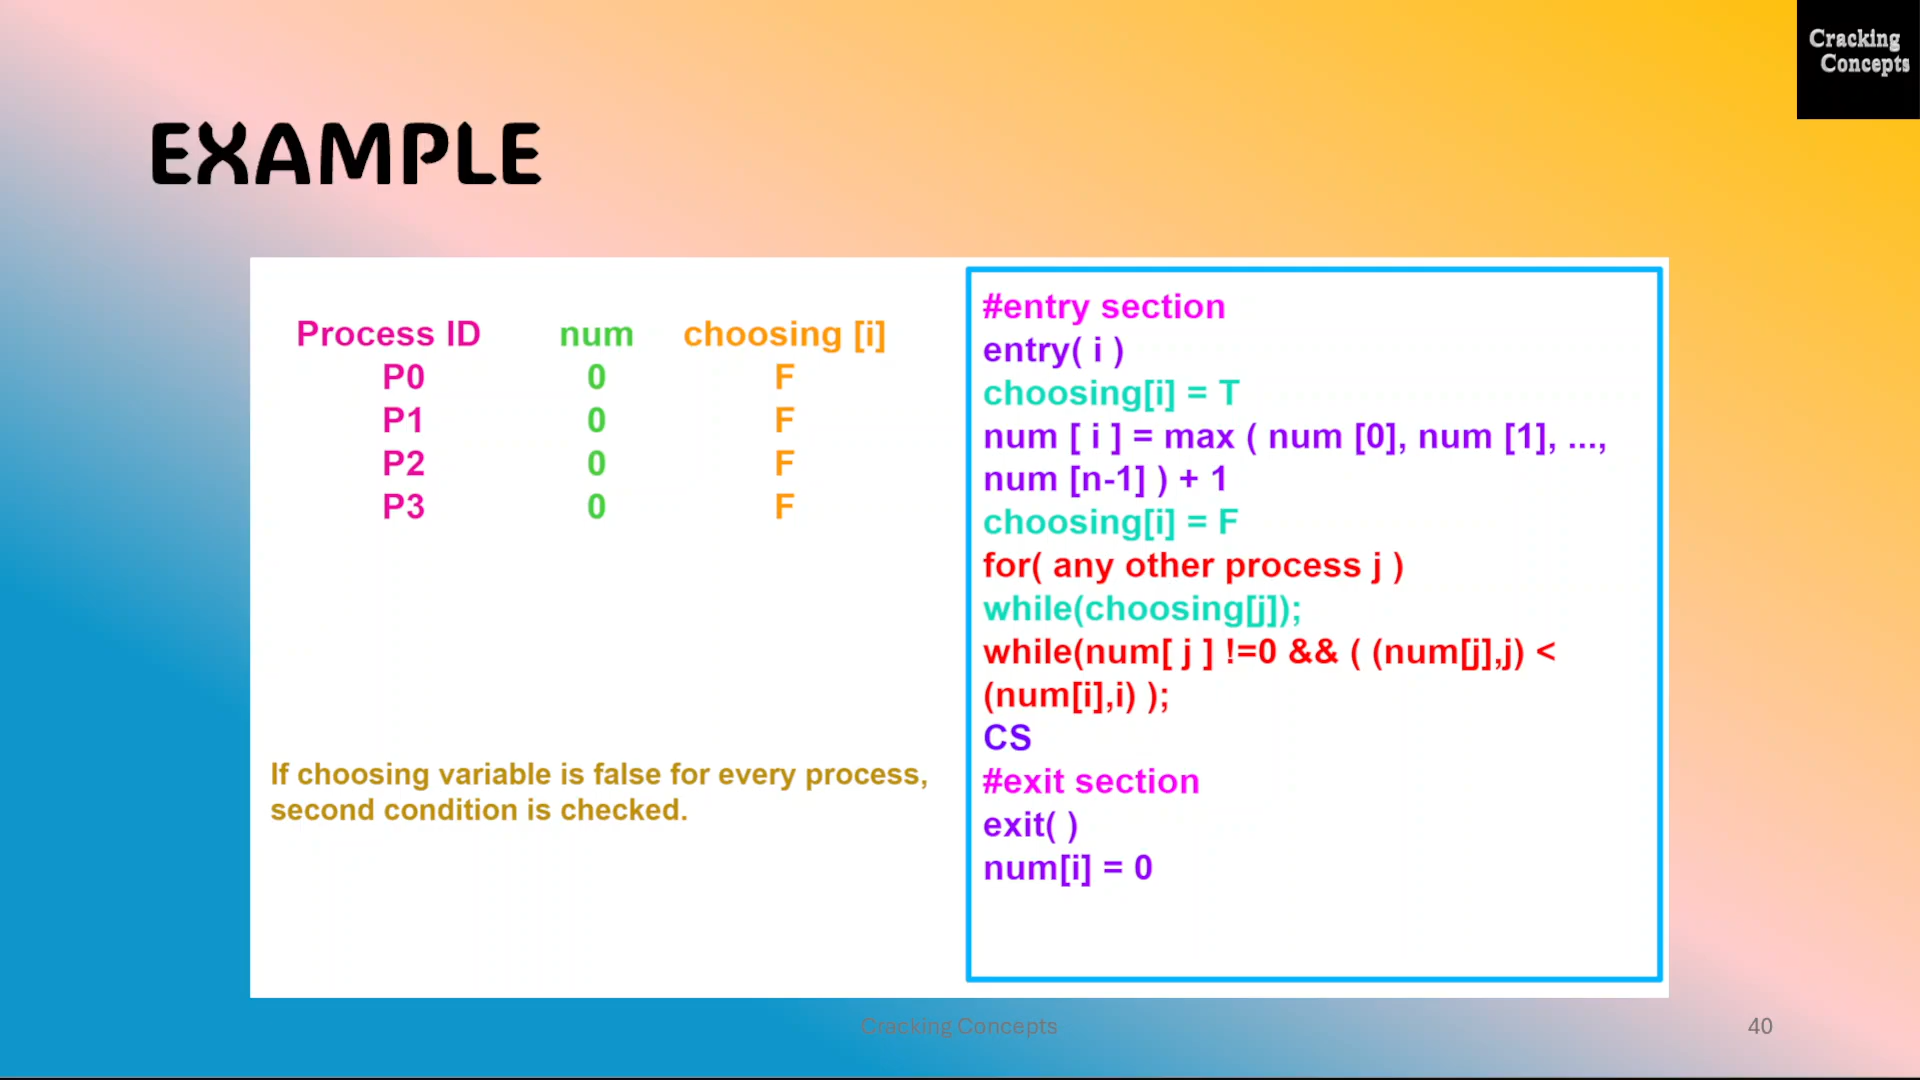 Cracking
Concepts
EXAMPLE
Process ID num choosing [i]
P0 0 F
P1 0 F
P2 0 F
P3 0 F
If choosing variable is false for every process,
second condition is checked.
#entry section
entry( i )
choosing[i] = T
num [ i ] = max ( num [0], num [1], ...,
num [n-1] ) + 1
choosing[i] = F
for( any other process j )
while(choosing[j]);
while(num[ j ] !=0 && ( (num[j],j) <
(num[i],i) );
CS
#exit section
exit( )
num[i] = 0
Cracking Concepts
40